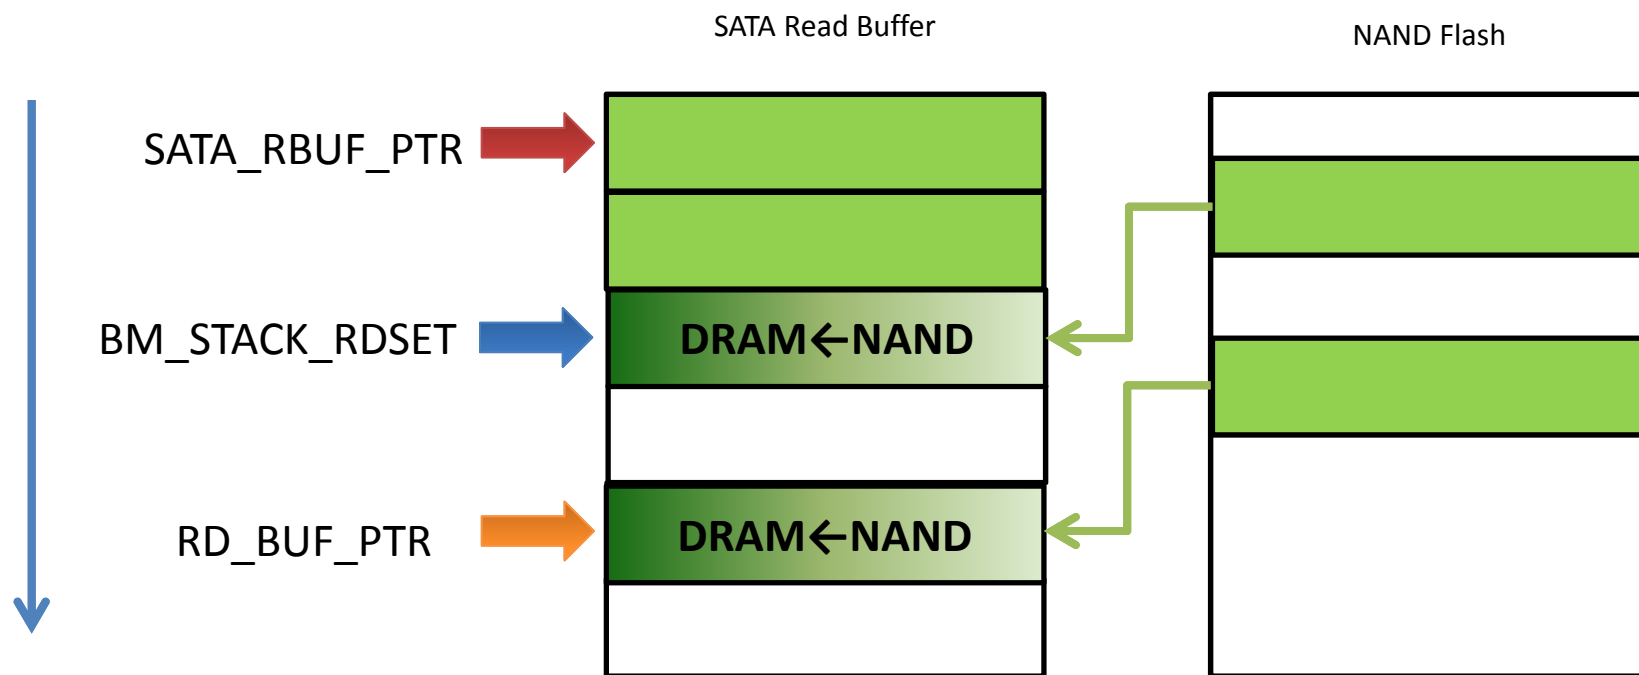 SATA Read Buffer
NAND Flash
SATA_RBUF_PTR
BM_STACK_RDSET
DRAM←NAND
RD_BUF_PTR
DRAM←NAND